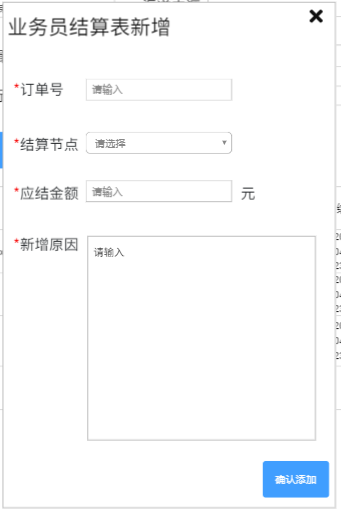 业务员结算表新增
*订单号 请输入
*结算节点 请选择
*应结金额 请输入 元
*新增原因 请输入
确认添加